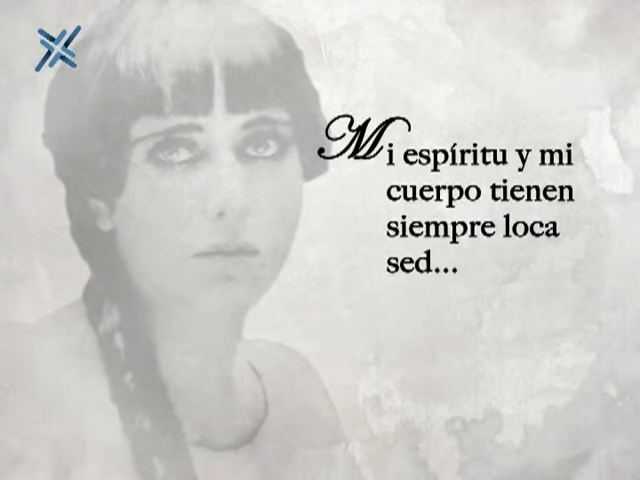 Mi espíritu y mi
cuerpo tienen
siempre loca
sed...